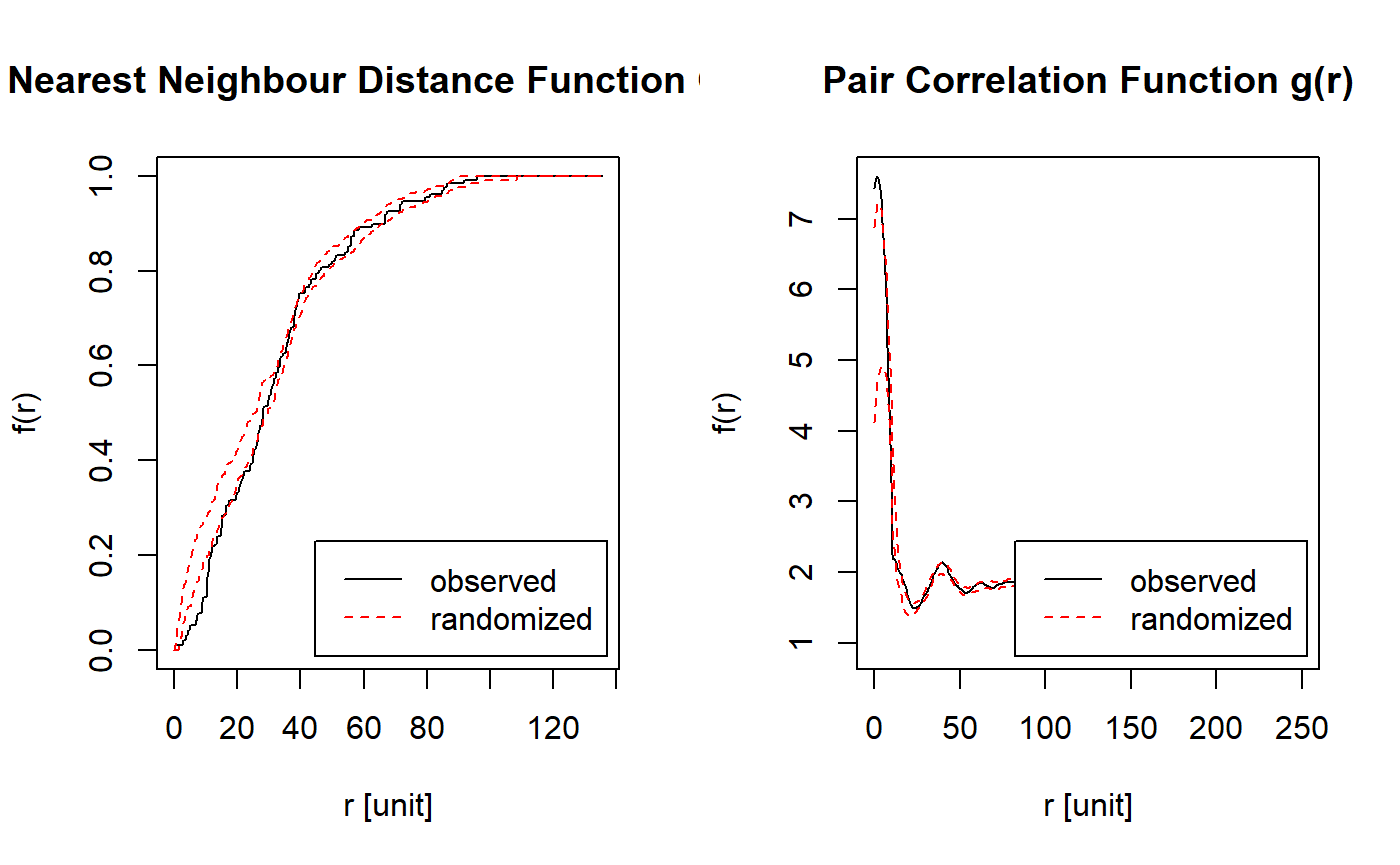 Nearest Neighbour Distance Function
f(r)
1.0
0.8
0.6
0.4
0.2
0.0
observed
randomized
0 20 40 60 80 120
r [unit]
Pair Correlation Function g(r)
f(r)
7
6
5
4
3
2
1
observed
randomized
0 50 100 150 200 250
r [unit]